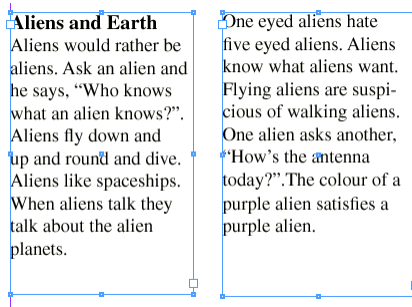 Aliens and Earth
Aliens would rather be
aliens. Ask an alien and
he says, “Who knows
what an alien knows?”.
Aliens fly down and
up and round and dive.
Aliens like spaceships.
When aliens talk they
talk about the alien
planets.
One eyed aliens hate
five eyed aliens. Aliens
know what aliens want.
Flying aliens are suspi-
cious of walking aliens.
One alien asks another,
“How’s the antenna
today?”.The colour of a
purple alien satisfies a
purple alien.